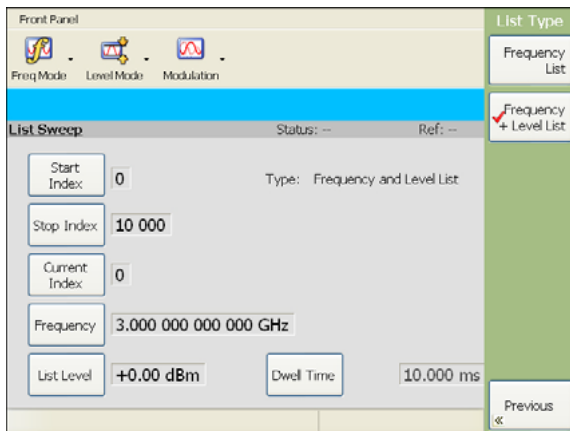 Front Panel
List Type
Freq Mode
Level Mode
Modulation
Frequency
List
Frequency
+ Level List
List Sweep
Status: --
Ref: --
Start
Index
0
Type: Frequency and Level List
Stop Index
10 000
Current
Index
0
Frequency
3.000 000 000 000 GHz
List Level
+0.00 dBm
Dwell Time
10.000 ms
Previous
«